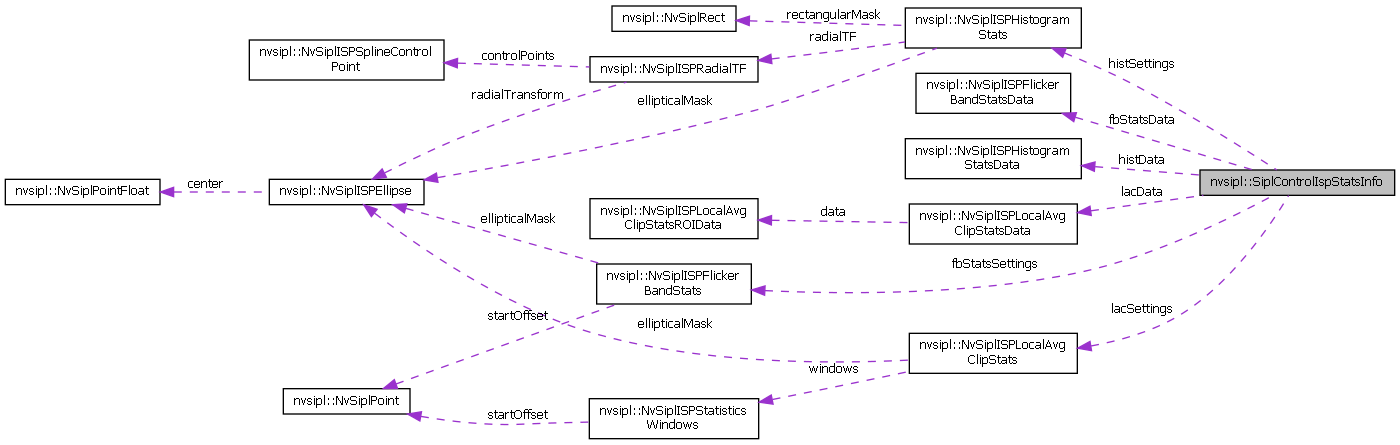 nvsipl::NvSiplRect
rectangularMask
nvsipl::NvSiplISPHistogram
Stats
radialTF
nvsipl::NvSiplISPSplineControl
Point
controlPoints
nvsipl::NvSiplISPRadialTF
histSettings
radialTransform
ellipticalMask
nvsipl::NvSiplISPFlicker
BandStatsData
fbStatsData
nvsipl::NvSiplISPHistogram
StatsData
histData
nvsipl::SiplControlIspStatsInfo
nvsipl::NvSiplPointFloat
center
nvsipl::NvSiplISPEllipse
lacData
ellipticalMask
nvsipl::NvSiplISPLocalAvg
ClipStatsROIData
data
nvsipl::NvSiplISPLocalAvg
ClipStatsData
nvsipl::NvSiplISPFlicker
BandStats
fbStatsSettings
startOffset
ellipticalMask
lacSettings
nvsipl::NvSiplISPLocalAvg
ClipStats
windows
nvsipl::NvSiplPoint
startOffset
nvsipl::NvSiplISPStatistics
Windows